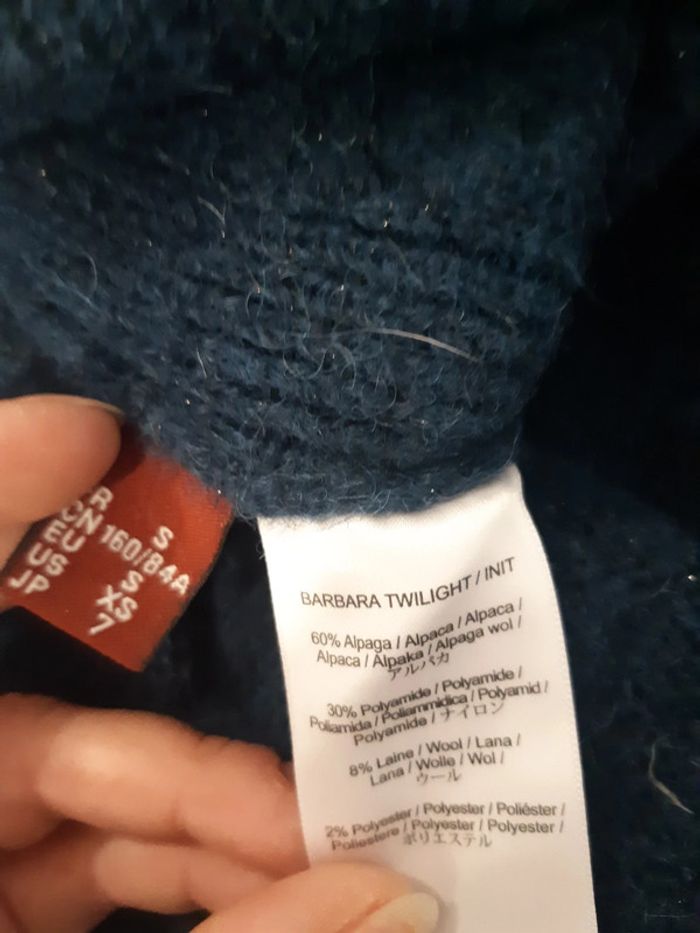 R S
CN 160/84A
EU S
US XS
JP 7
BARBARA TWILIGHT / INIT
60% Alpaga / Alpaca / Alpaca /
Alpaca / Alpaka / Alpaga wol /
アルパカ
30% Polyamide / Polyamide /
Poliamida / Poliammidica / Polyamid /
Polyamide / ナイロン
8% Laine / Wool / Lana /
Lana / Wolle / Wol /
ウール
2% Polyester / Polyester / Poliéster /
Poliestere / Polyester / Polyester /
ポリエステル